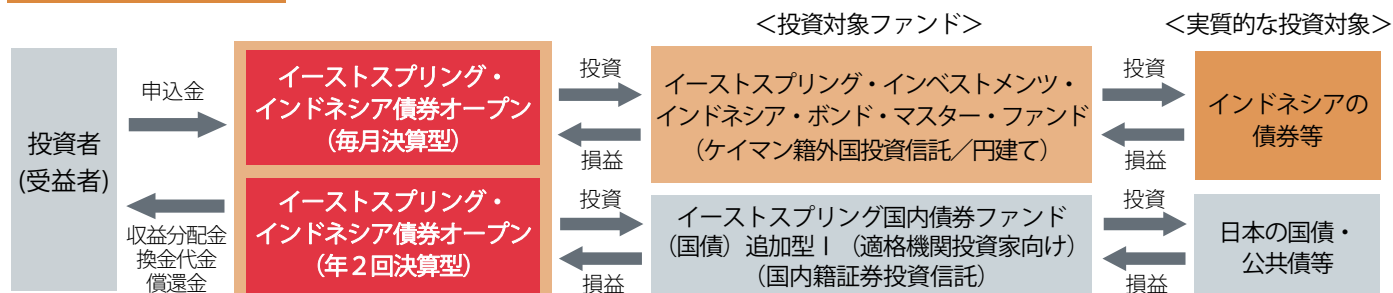 ＜投資対象ファンド＞
＜実質的な投資対象＞
投資者
(受益者)
申込金
収益分配金
換金代金
償還金
イーストスプリング・
インドネシア債券オープン
（毎月決算型）
イーストスプリング・
インドネシア債券オープン
（年２回決算型）
投資
損益
投資
損益
イーストスプリング・インベストメンツ・
インドネシア・ボンド・マスター・ファンド
（ケイマン籍外国投資信託／円建て）
イーストスプリング国内債券ファンド
（国債）追加型Ⅰ（適格機関投資家向け）
（国内籍証券投資信託）
投資
損益
投資
損益
インドネシアの
債券等
日本の国債・
公共債等